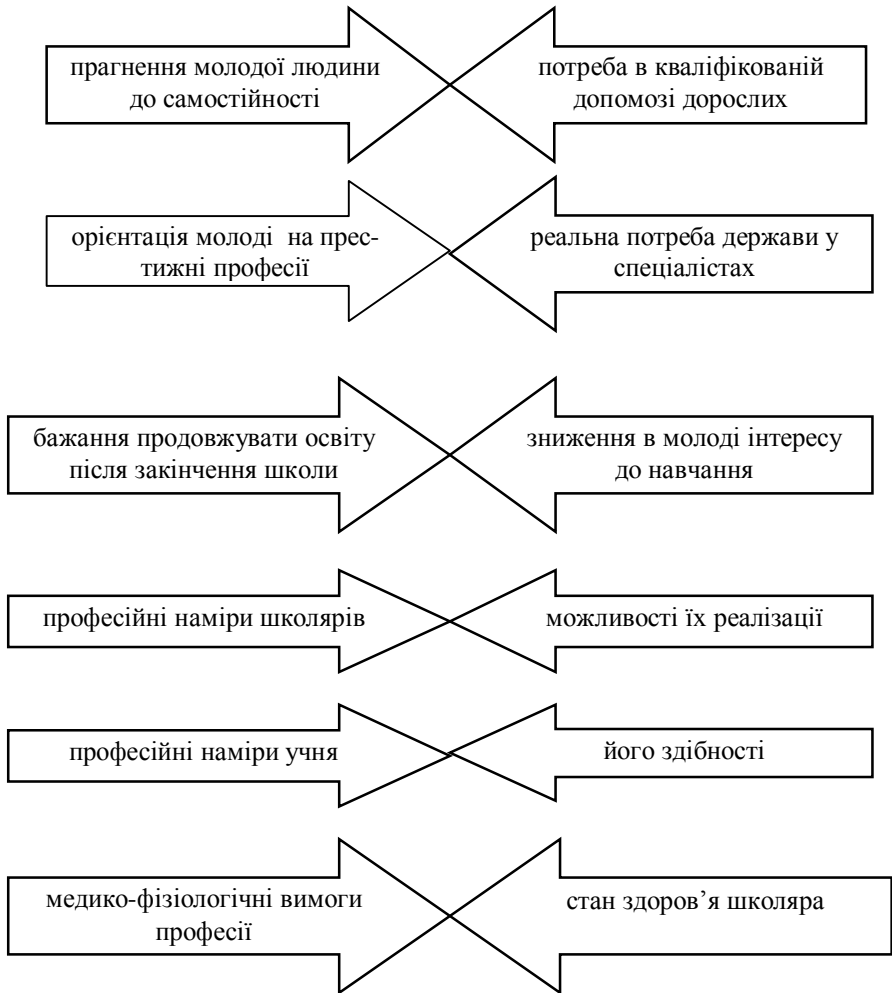 прагнення молодої людини
до самостійності
потреба в кваліфікованій
допомозі дорослих
орієнтація молоді на прес-
тижні професії
реальна потреба держави у
спеціалістах
бажання продовжувати освіту
після закінчення школи
зниження в молоді інтересу
до навчання
професійні наміри школярів
можливості їх реалізації
професійні наміри учня
його здібності
медико-фізіологічні вимоги
професії
стан здоров’я школяра